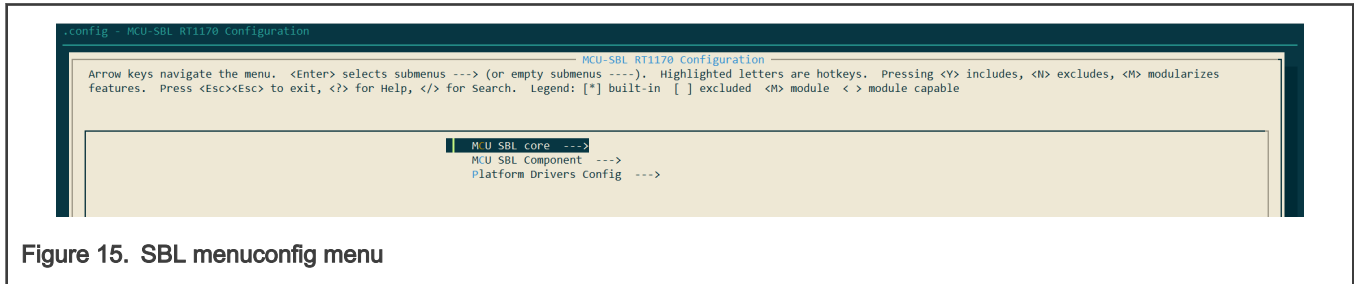 .config - MCU-SBL RT1170 Configuration
MCU-SBL RT1170 Configuration
Arrow keys navigate the menu. <Enter> selects submenus ---> (or empty submenus ----). Highlighted letters are hotkeys. Pressing <Y> includes, <N> excludes, <M> modularizes
features. Press <Esc><Esc> to exit, <?> for Help, </> for Search. Legend: [*] built-in [ ] excluded <M> module < > module capable
MCU SBL core --->
MCU SBL Component --->
Platform Drivers Config --->
Figure 15. SBL menuconfig menu